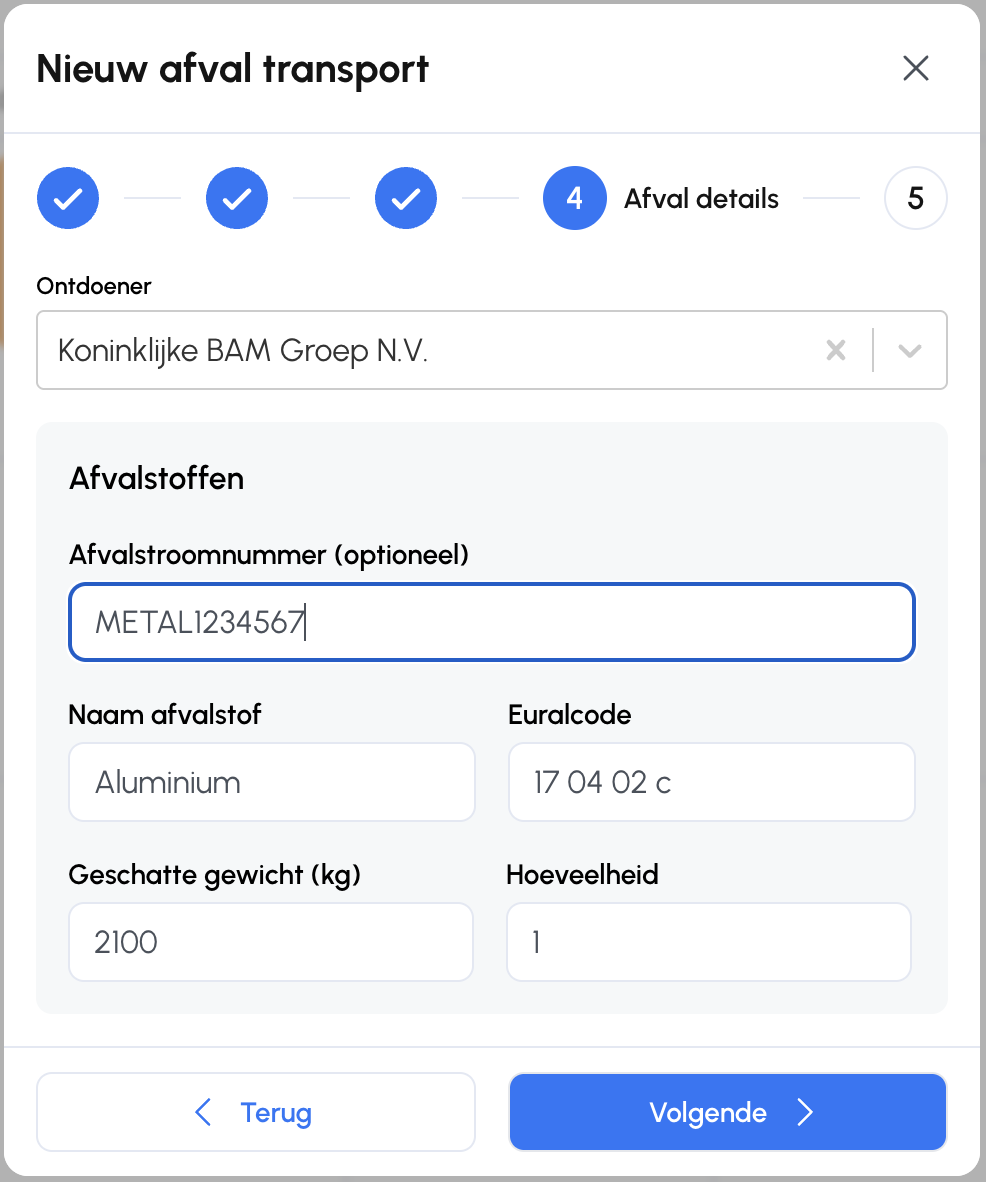 Nieuw afval transport
4 Afval details 5
Ontdoener
Koninklijke BAM Groep N.V.
Afvalstoffen
Afvalstroomnummer (optioneel)
METAL1234567
Naam afvalstof Euralcode
Aluminium 17 04 02 c
Geschatte gewicht (kg) Hoeveelheid
2100 1
Terug Volgende